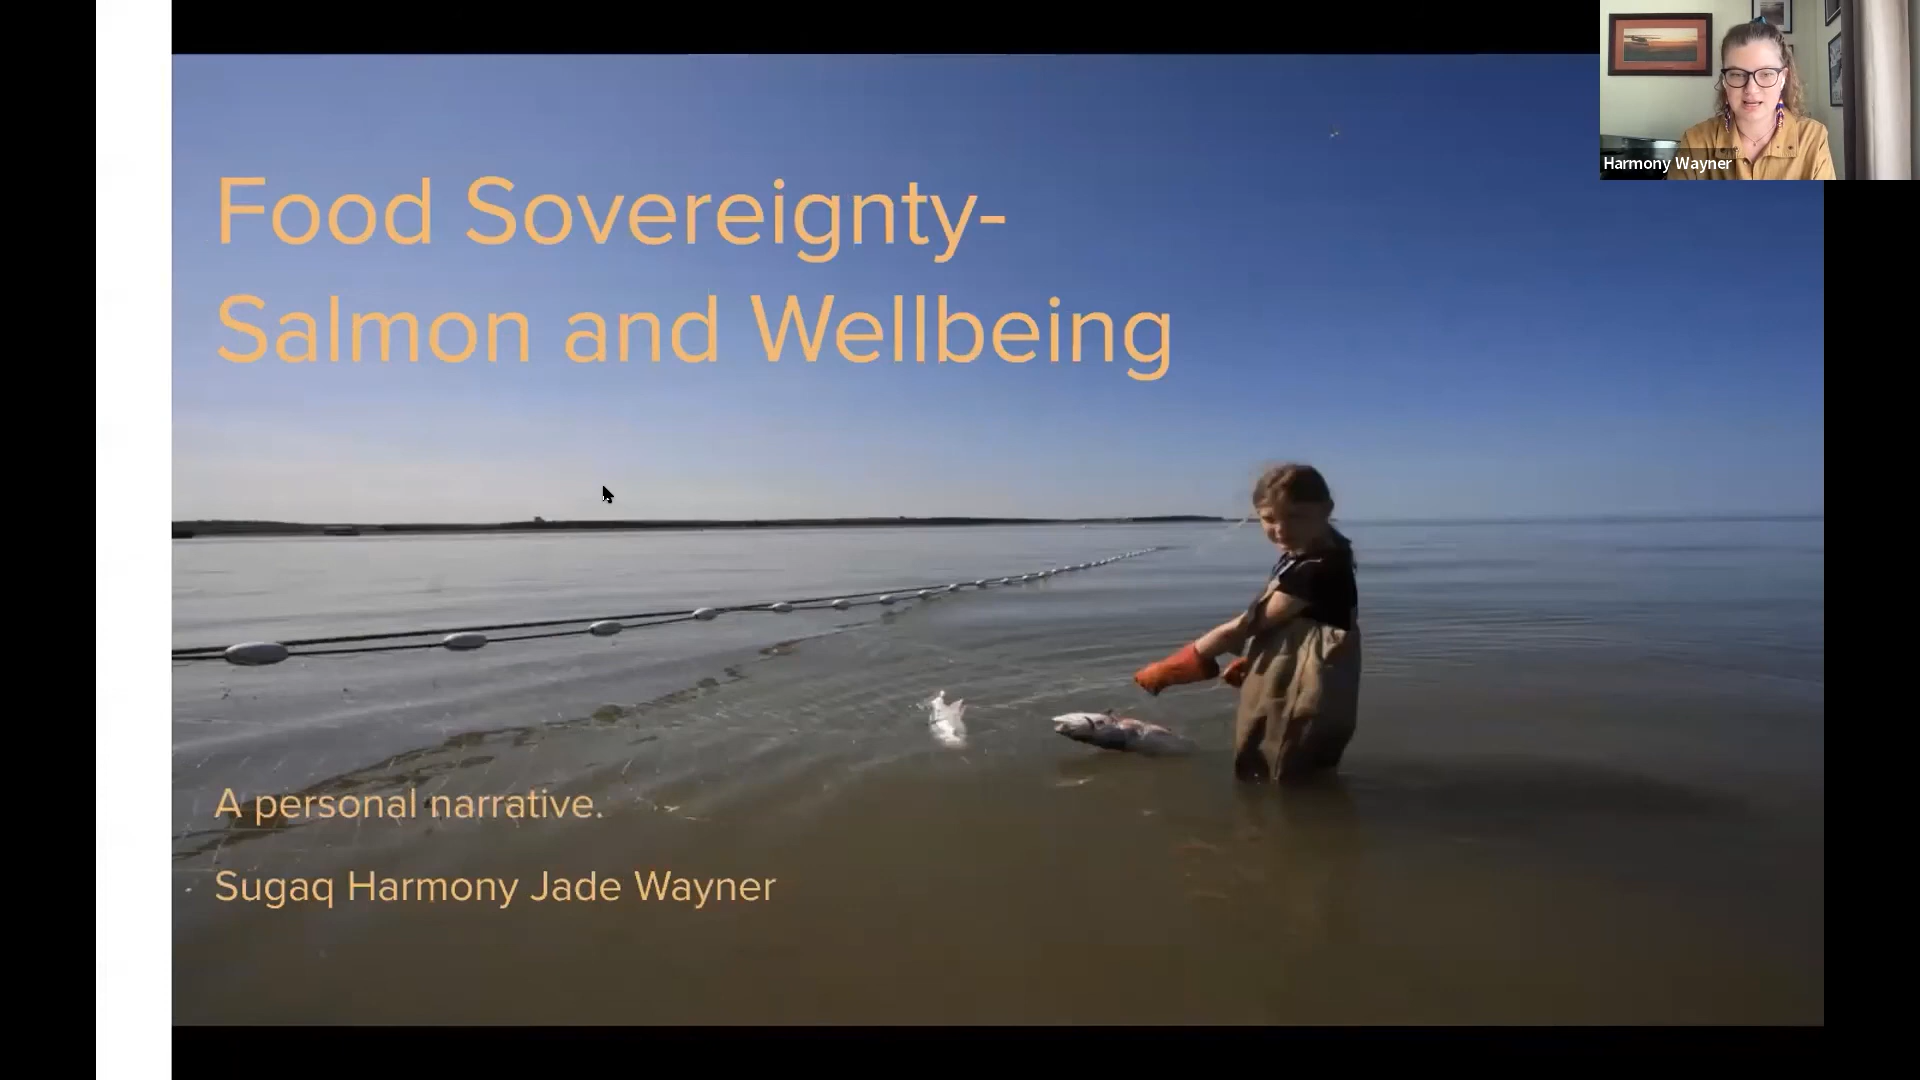 Food Sovereignty-
Salmon and Wellbeing
A personal narrative.
Sugaq Harmony Jade Wayner
Harmony Wayner